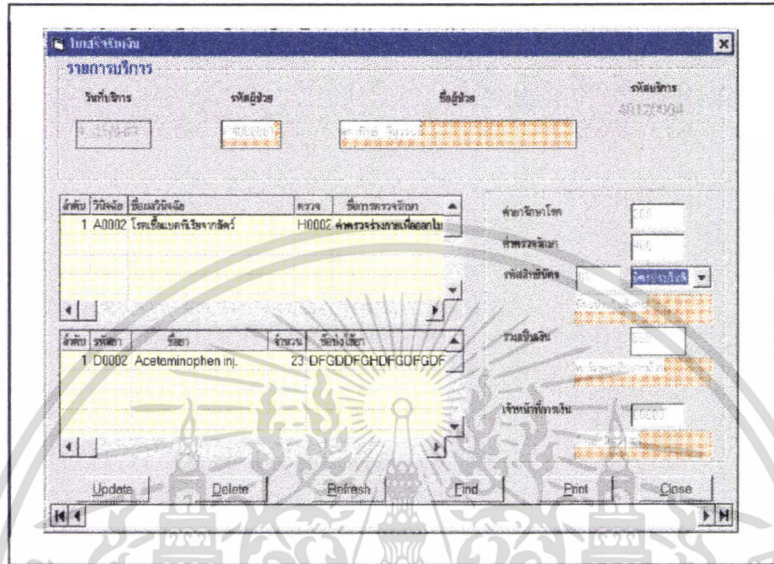 ใบเสร็จรับเงิน
รายการบริการ
วันที่บริการ รหัสผู้ป่วย ชื่อผู้ป่วย รหัสบริการ
ลำดับ วินิจฉัย ชื่อผลวินิจฉัย ตรวจ ชื่อการตรวจรักษา
1 A0002 โรคเชื้อแบคทีเรียจากสัตว์ H0002 ค่าตรวจร่างกายเพื่อออกใบ
ค่ายารักษาโรค
ค่าตรวจรักษา
รหัสสิทธิบัตร
ลำดับ รหัสยา ชื่อยา จำนวน ข้อบ่งใช้ยา
1 D0002 Acetaminophen inj. 23 DFGDDFGHDFGDFGDF
รวมเป็นเงิน
เจ้าหน้าที่การเงิน
Update Delete Refresh Find Print Close